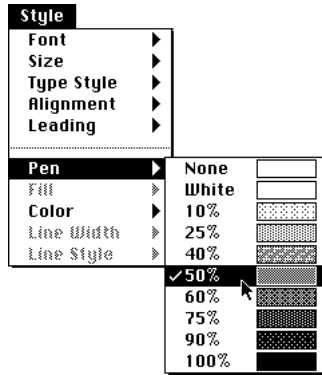 Style
Font
Size
Type Style
Alignment
Leading
Pen
Fill
Color
Line Width
Line Style
None
White
10%
25%
40%
✓50%
60%
75%
90%
100%